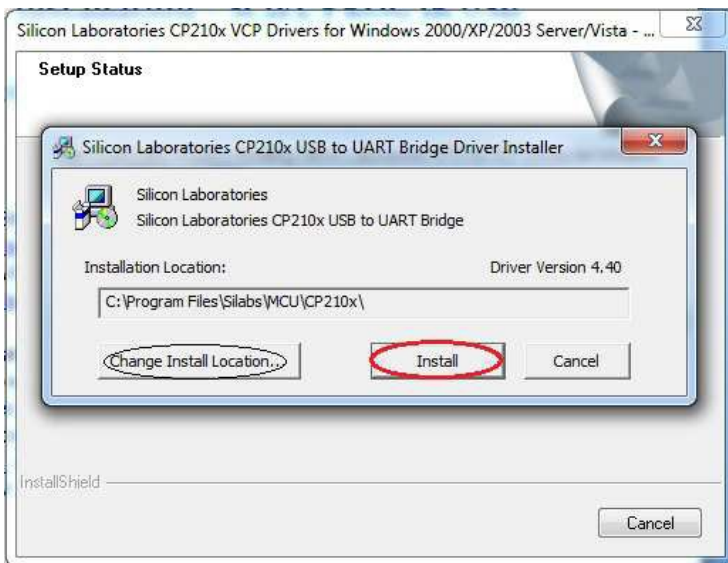 Silicon Laboratories CP210x VCP Drivers for Windows 2000/XP/2003 Server/Vista - ...
Setup Status
Silicon Laboratories CP210x USB to UART Bridge Driver Installer
Silicon Laboratories
Silicon Laboratories CP210x USB to UART Bridge
Installation Location: Driver Version 4.40
C:\Program Files\Silabs\MCU\CP210x\
Change Install Location... Install Cancel
InstallShield
Cancel